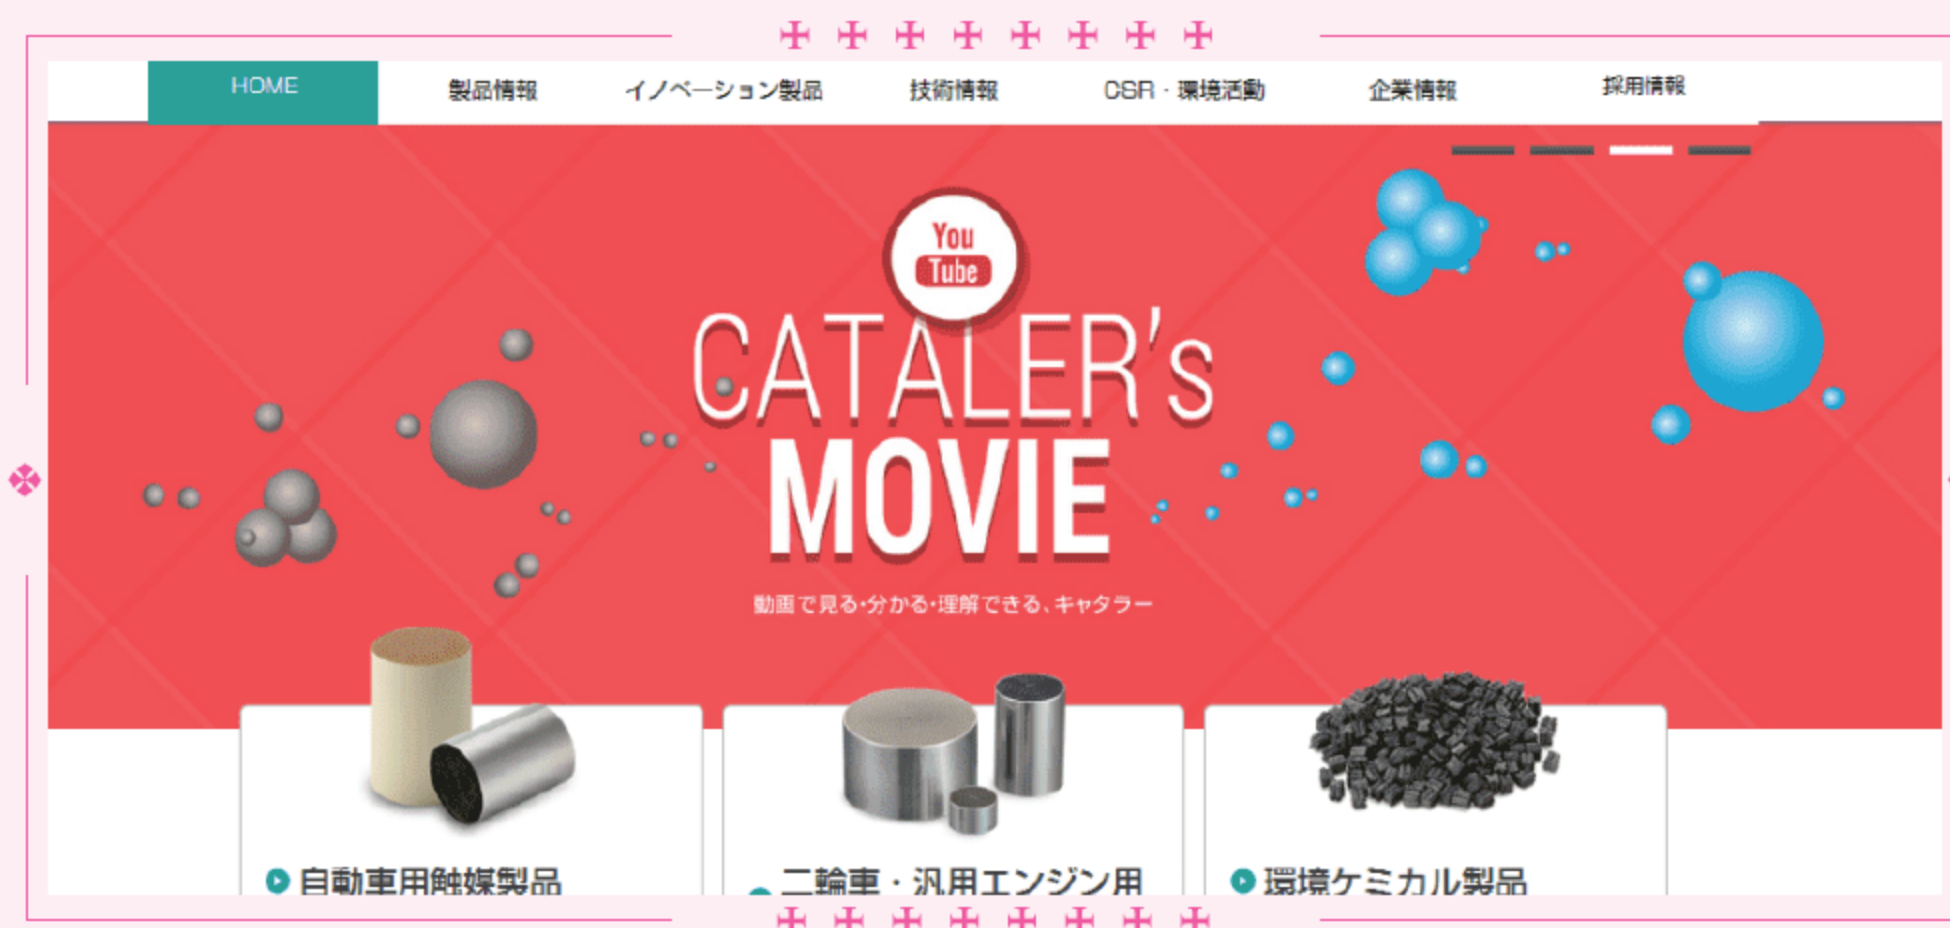 HOME 製品情報 イノベーション製品 技術情報 CSR・環境活動 企業情報 採用情報
You
Tube
CATALER's
MOVIE
動画で見る・分かる・理解できる、キャタラー
自動車用触媒製品 二輪車・汎用エンジン用 環境ケミカル製品